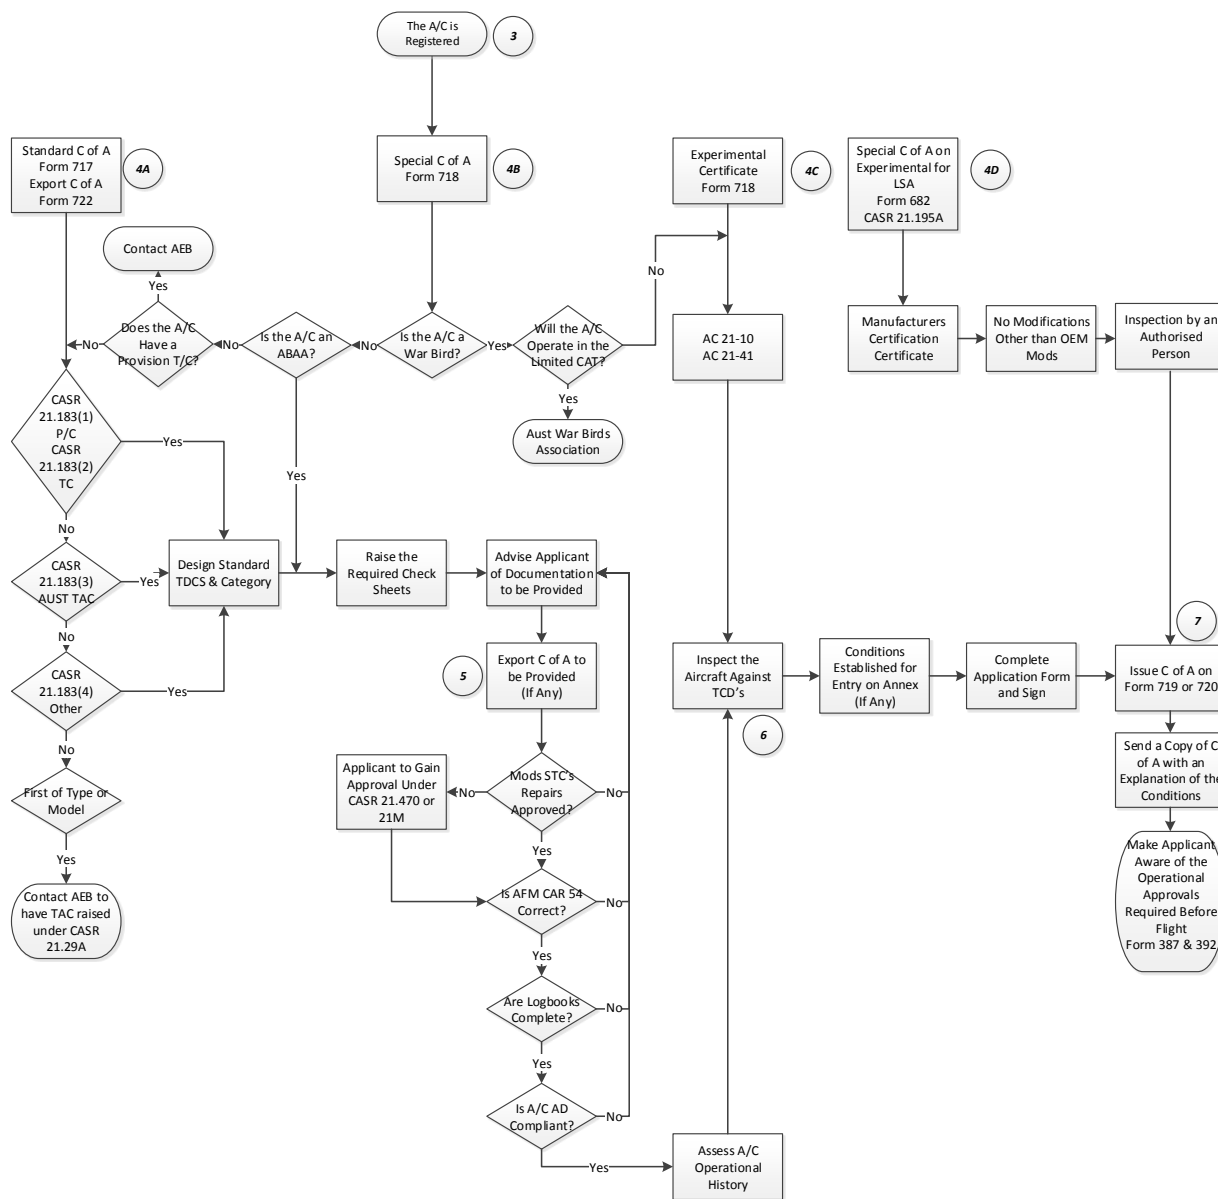 The A/C is
Registered
3
Standard C of A
Form 717
Export C of A
Form 722
4A
Special C of A
Form 718
4B
Experimental
Certificate
Form 718
4C
Special C of A on
Experimental for
LSA
Form 682
CASR 21.195A
4D
Contact AEB
Yes
No
Does the A/C
Have a
Provision T/C?
No
No
Is the A/C an
ABAA?
No
Is the A/C a
War Bird?
Yes
Will the A/C
Operate in the
Limited CAT?
Yes
Aust War Birds
Association
AC 21-10
AC 21-41
Manufacturers
Certification
Certificate
No Modifications
Other than OEM
Mods
Inspection by an
Authorised
Person
CASR
21.183(1)
P/C
CASR
21.183(2)
TC
Yes
Yes
No
CASR
21.183(3)
AUST TAC
Yes
Design Standard
TDCS & Category
Raise the
Required Check
Sheets
Advise Applicant
of Documentation
to be Provided
No
CASR
21.183(4)
Other
Yes
5
Export C of A to
be Provided
(If Any)
Inspect the
Aircraft Against
TCD's
6
Conditions
Established for
Entry on Annex
(If Any)
Complete
Application Form
and Sign
7
Issue C of A on
Form 719 or 720
No
First of Type or
Model
Yes
Contact AEB to
have TAC raised
under CASR
21.29A
Applicant to Gain
Approval Under
CASR 21.470 or
21M
No
Mods STC's
Repairs
Approved?
No
Yes
Is AFM CAR 54
Correct?
No
Yes
Are Logbooks
Complete?
No
Yes
Is A/C AD
Compliant?
No
Yes
Assess A/C
Operational
History
Send a Copy of C
of A with an
Explanation of the
Conditions
Make Applicant
Aware of the
Operational
Approvals
Required Before
Flight
Form 387 & 392